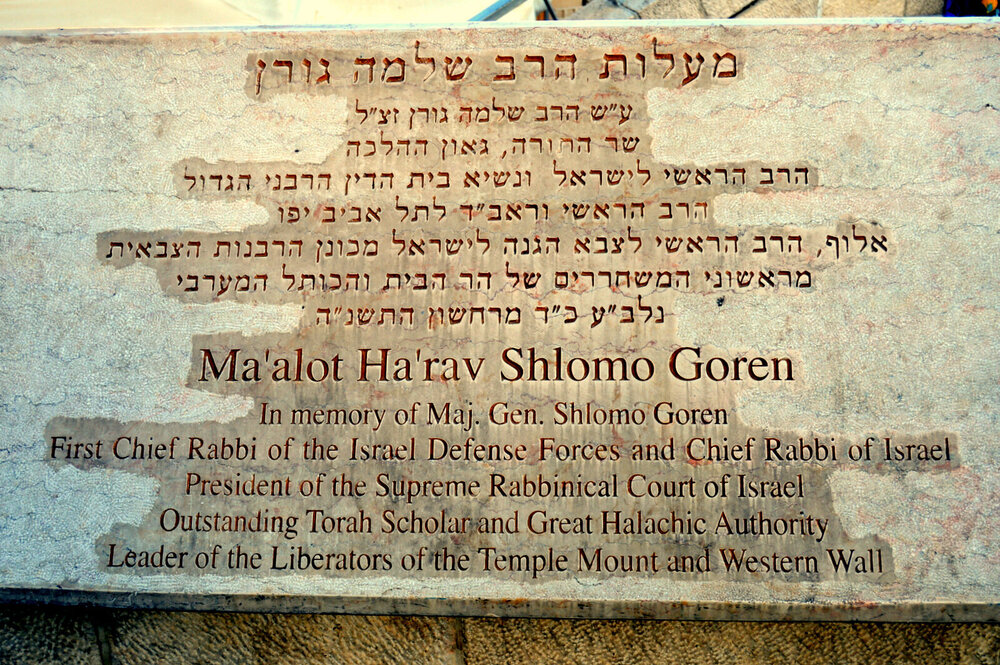 מעלות הרב שלמה גורן
ע״ש הרב שלמה גורן זצ״ל
שר התורה, גאון ההלכה
הרב הראשי לישראל ונשיא בית הדין הרבני הגדול
הרב הראשי וראב״ד לתל אביב יפו
אלוף, הרב הראשי לצבא הגנה לישראל מכונן הרבנות הצבאית
מראשוני המשחררים של הר הבית והכותל המערבי
נלב״ע כ״ד מרחשון התשנ״ה
Ma'alot Ha'rav Shlomo Goren
In memory of Maj. Gen. Shlomo Goren
First Chief Rabbi of the Israel Defense Forces and Chief Rabbi of Israel
President of the Supreme Rabbinical Court of Israel
Outstanding Torah Scholar and Great Halachic Authority
Leader of the Liberators of the Temple Mount and Western Wall